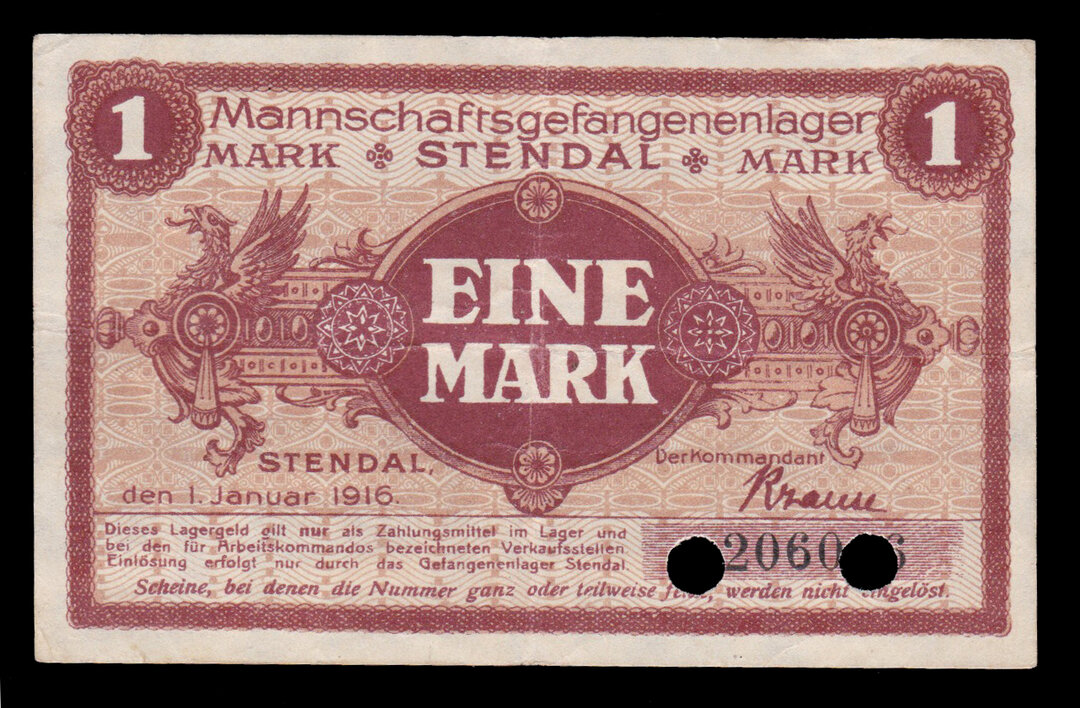 1 Mannschaftsgefangenenlager 1
MARK STENDAL MARK
EINE
MARK
STENDAL,
den 1. Januar 1916.
Der Kommandant
Dieses Lagergeld gilt nur als Zahlungsmittel im Lager und
bei den für Arbeitskommandos bezeichneten Verkaufsstellen
Einlösung erfolgt nur durch das Gefangenenlager Stendal.
2060
Scheine, bei denen die Nummer ganz oder teilweise werden nicht eingelöst.